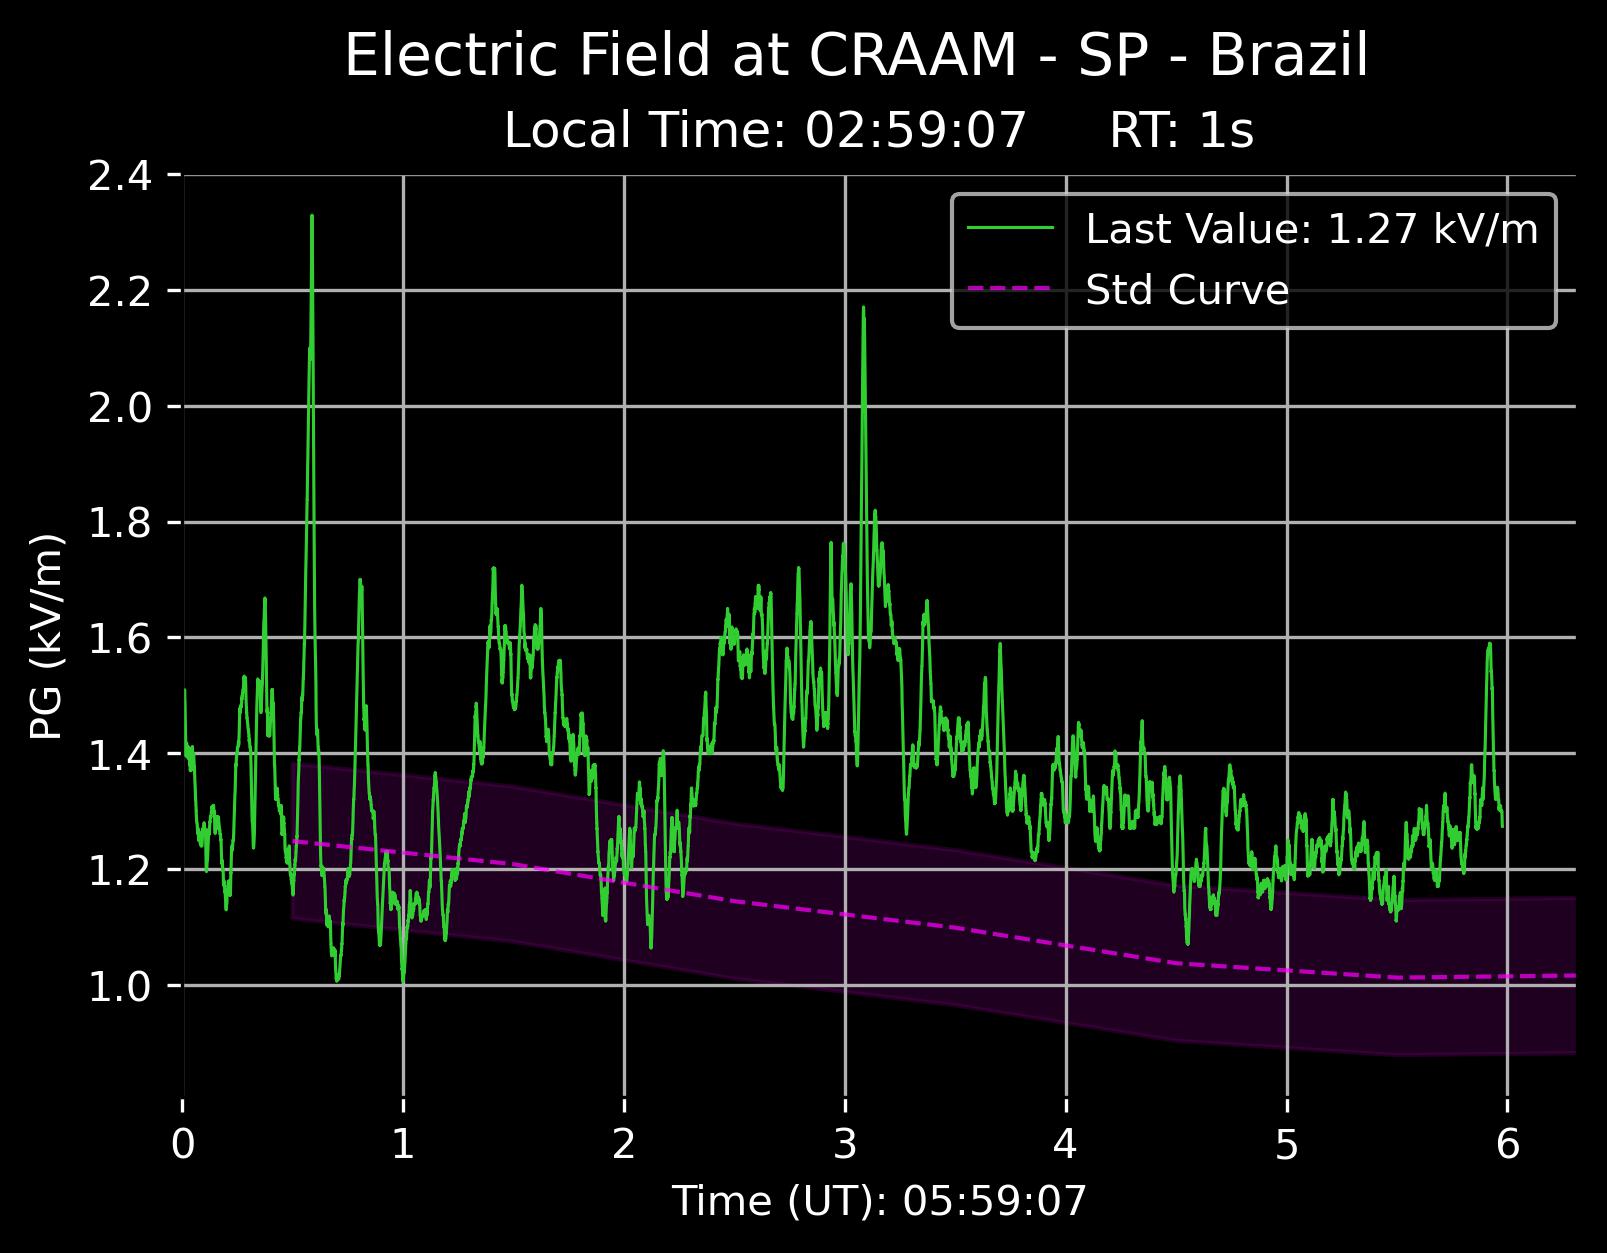 Electric Field at CRAAM - SP - Brazil
Local Time: 02:59:07 RT: 1s
Last Value: 1.27 kV/m
Std Curve
PG (kV/m)
2.4
2.2
2.0
1.8
1.6
1.4
1.2
1.0
0 1 2 3 4 5 6
Time (UT): 05:59:07